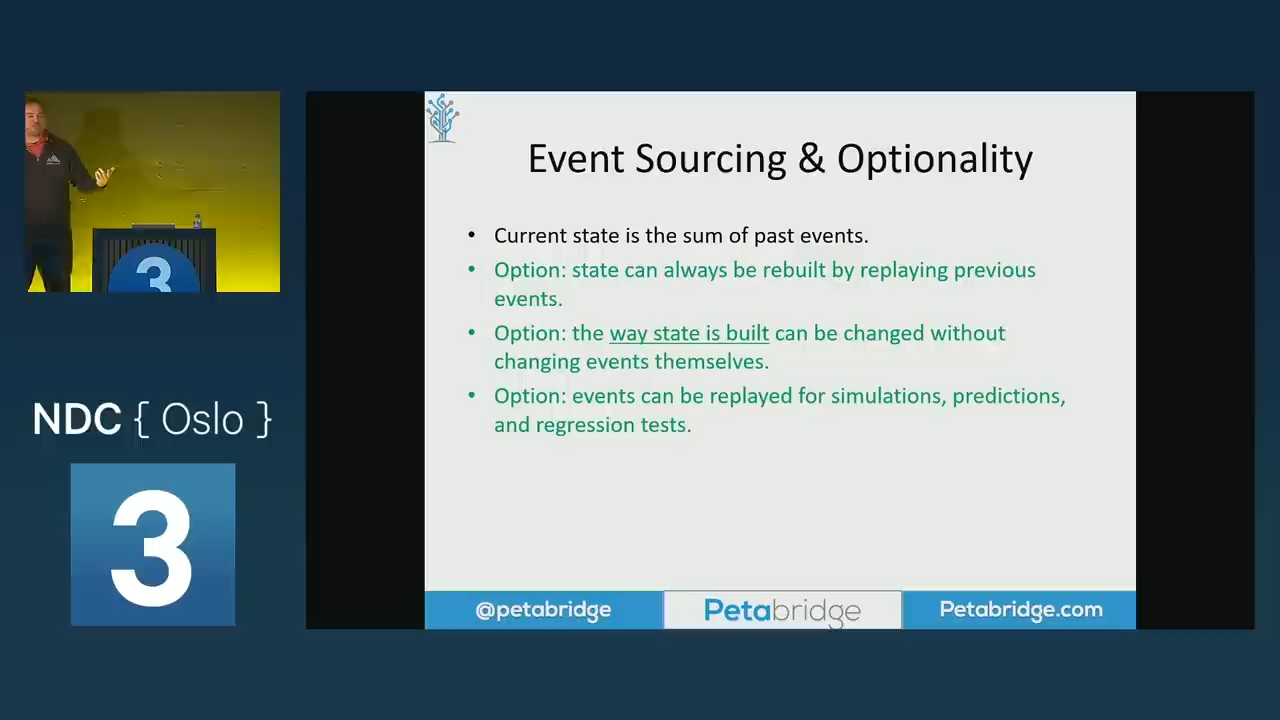 Event Sourcing & Optionality
• Current state is the sum of past events.
• Option: state can always be rebuilt by replaying previous
events.
• Option: the way state is built can be changed without
changing events themselves.
• Option: events can be replayed for simulations, predictions,
and regression tests.
@petabridge
Petabridge
Petabridge.com
3
NDC { Oslo }
3